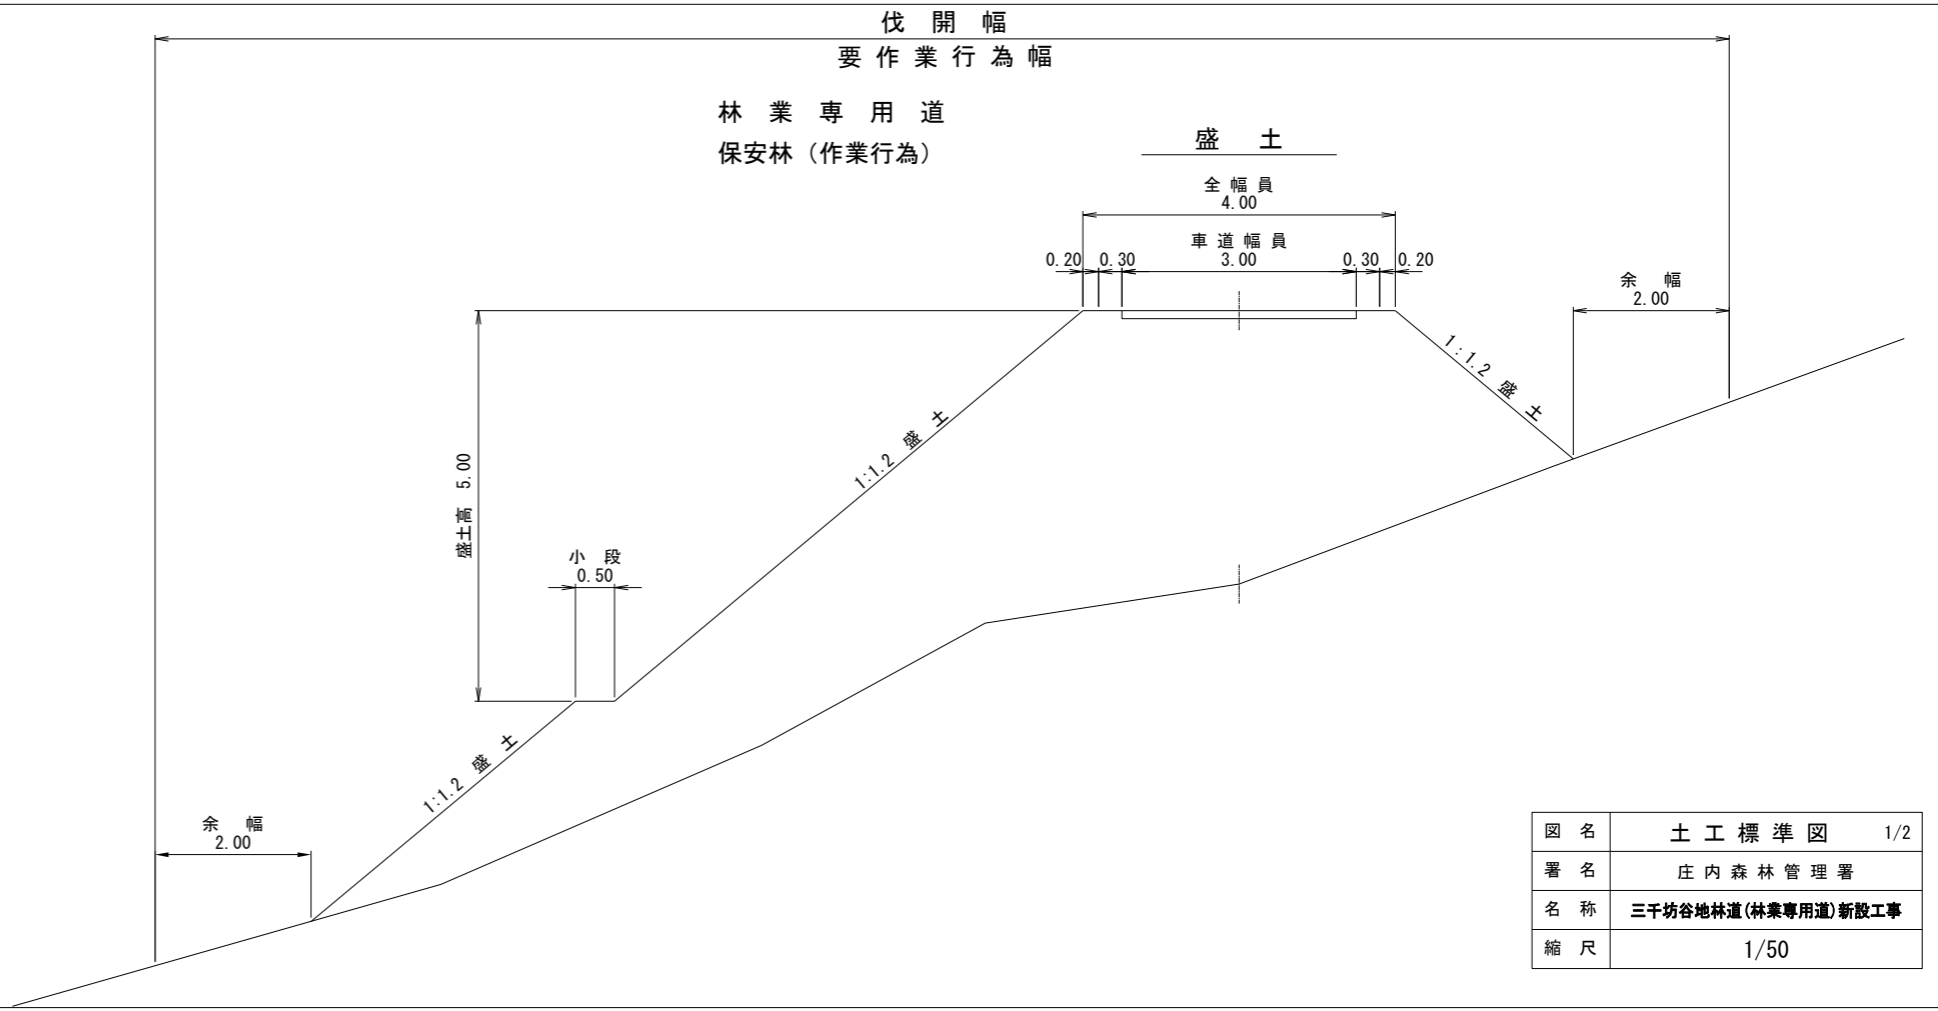 伐開幅
要作業行為幅
林業専用道
保安林（作業行為）
盛土
全幅員
4.00
車道幅員
0.20 0.30 3.00 0.30 0.20
余幅
2.00
1:1.2 盛土
1:1.2 盛土
盛土高 5.00
小段
0.50
1:1.2 盛土
余幅
2.00
図名 土工標準図 1/2
署名 庄内森林管理署
名称 三千坊谷地林道(林業専用道)新設工事
縮尺 1/50